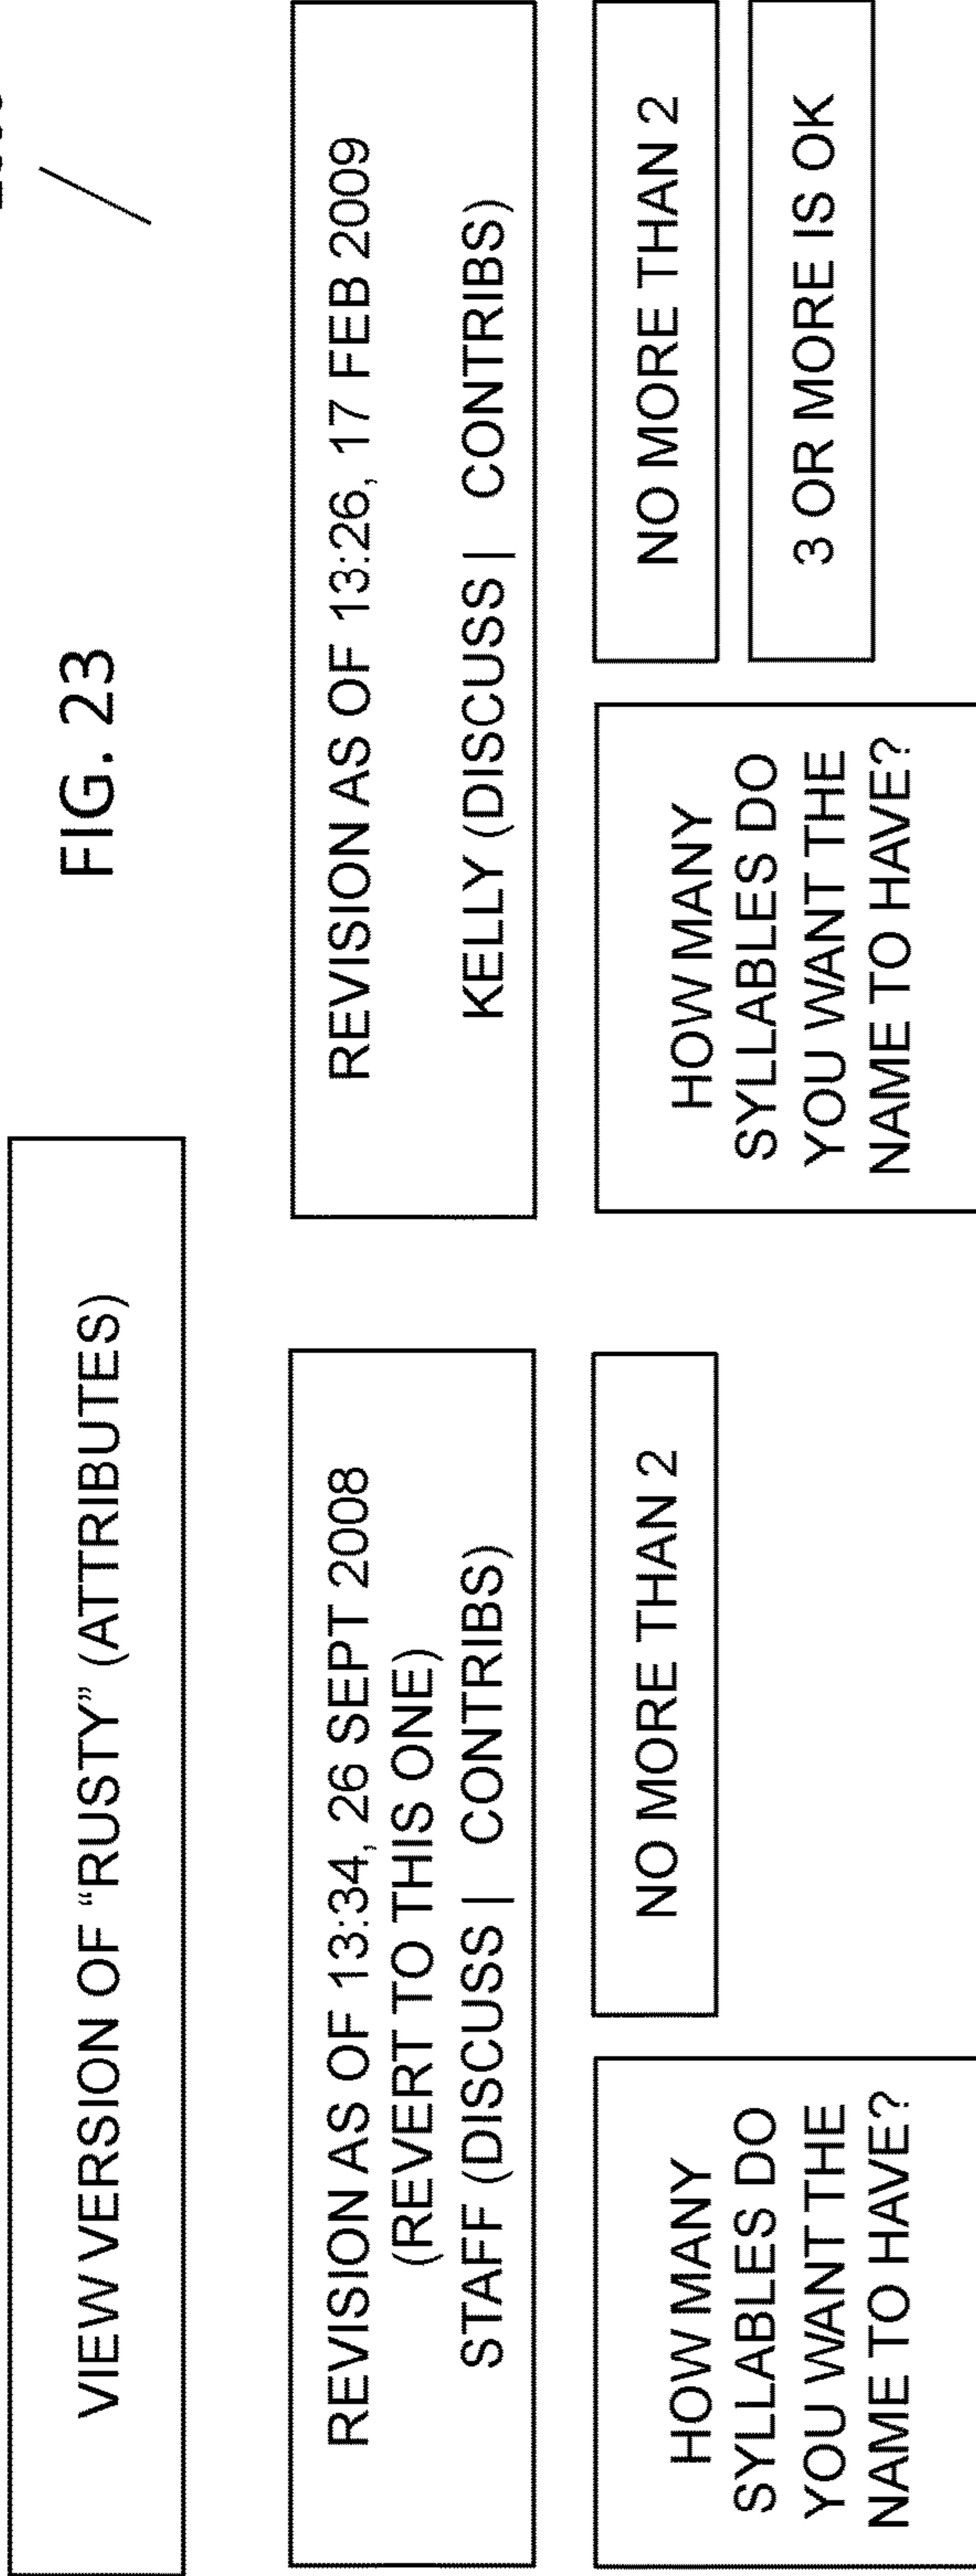 FIG. 23
VIEW VERSION OF “RUSTY” (ATTRIBUTES)
REVISION AS OF 13:34, 26 SEPT 2008
(REVERT TO THIS ONE)
STAFF (DISCUSS | CONTRIBS)
REVISION AS OF 13:26, 17 FEB 2009
KELLY (DISCUSS | CONTRIBS)
HOW MANY
SYLLABLES DO
YOU WANT THE
NAME TO HAVE?
NO MORE THAN 2
HOW MANY
SYLLABLES DO
YOU WANT THE
NAME TO HAVE?
NO MORE THAN 2
3 OR MORE IS OK